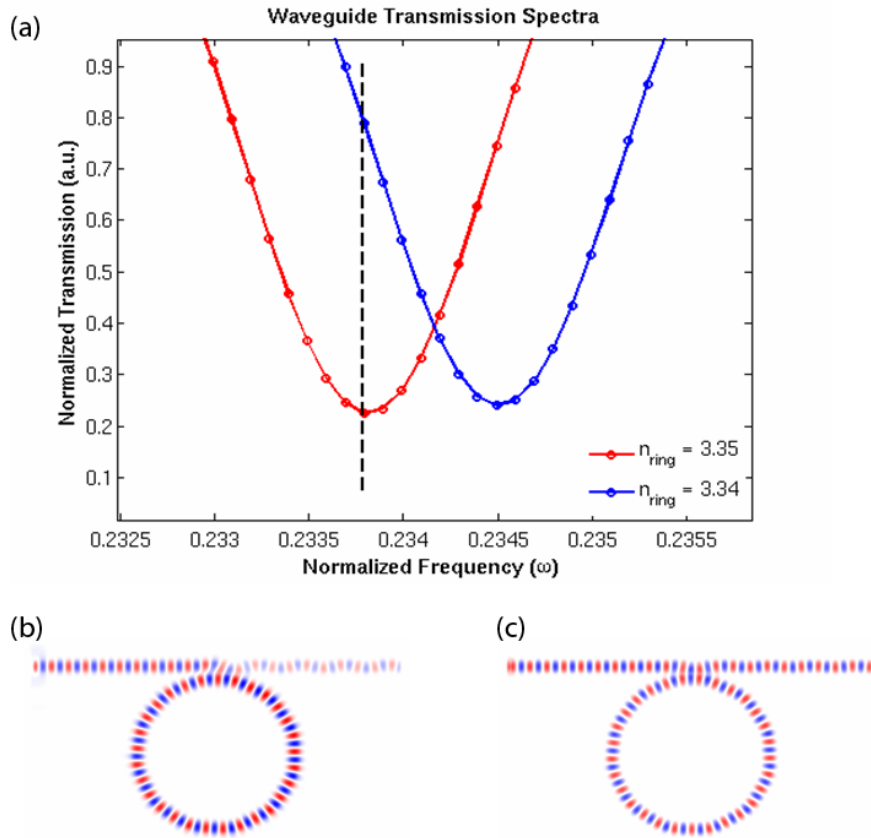 (a)
Waveguide Transmission Spectra
Normalized Transmission (a.u.)
0.9
0.8
0.7
0.6
0.5
0.4
0.3
0.2
0.1
n_ring = 3.35
n_ring = 3.34
0.2325 0.233 0.2335 0.234 0.2345 0.235 0.2355
Normalized Frequency (ω)
(b) (c)